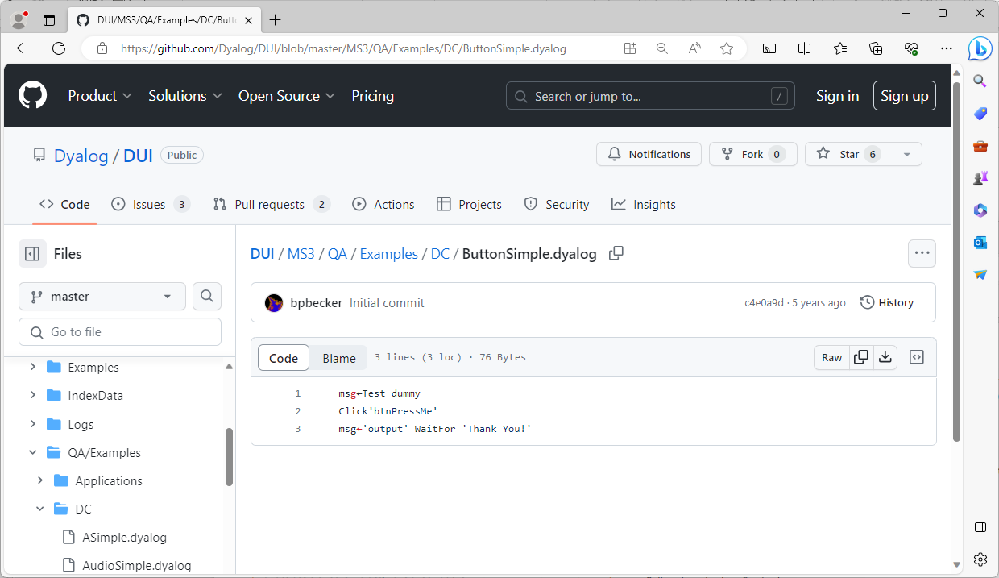 DUI/MS3/QA/Examples/DC/Butto
https://github.com/Dyalog/DUI/blob/master/MS3/QA/Examples/DC/ButtonSimple.dyalog
Product Solutions Open Source Pricing Search or jump to... / Sign in Sign up
Dyalog / DUI Public Notifications Fork 0 Star 6
Code Issues 3 Pull requests 2 Actions Projects Security Insights
Files
master
Go to file
Examples
IndexData
Logs
QA/Examples
Applications
DC
ASimple.dyalog
AudioSimple.dyalog
DUI / MS3 / QA / Examples / DC / ButtonSimple.dyalog
bpbecker Initial commit c4e0a9d · 5 years ago History
Code Blame 3 lines (3 loc) · 76 Bytes Raw
1 msg←Test dummy
2 Click'btnPressMe'
3 msg←'output' WaitFor 'Thank You!'